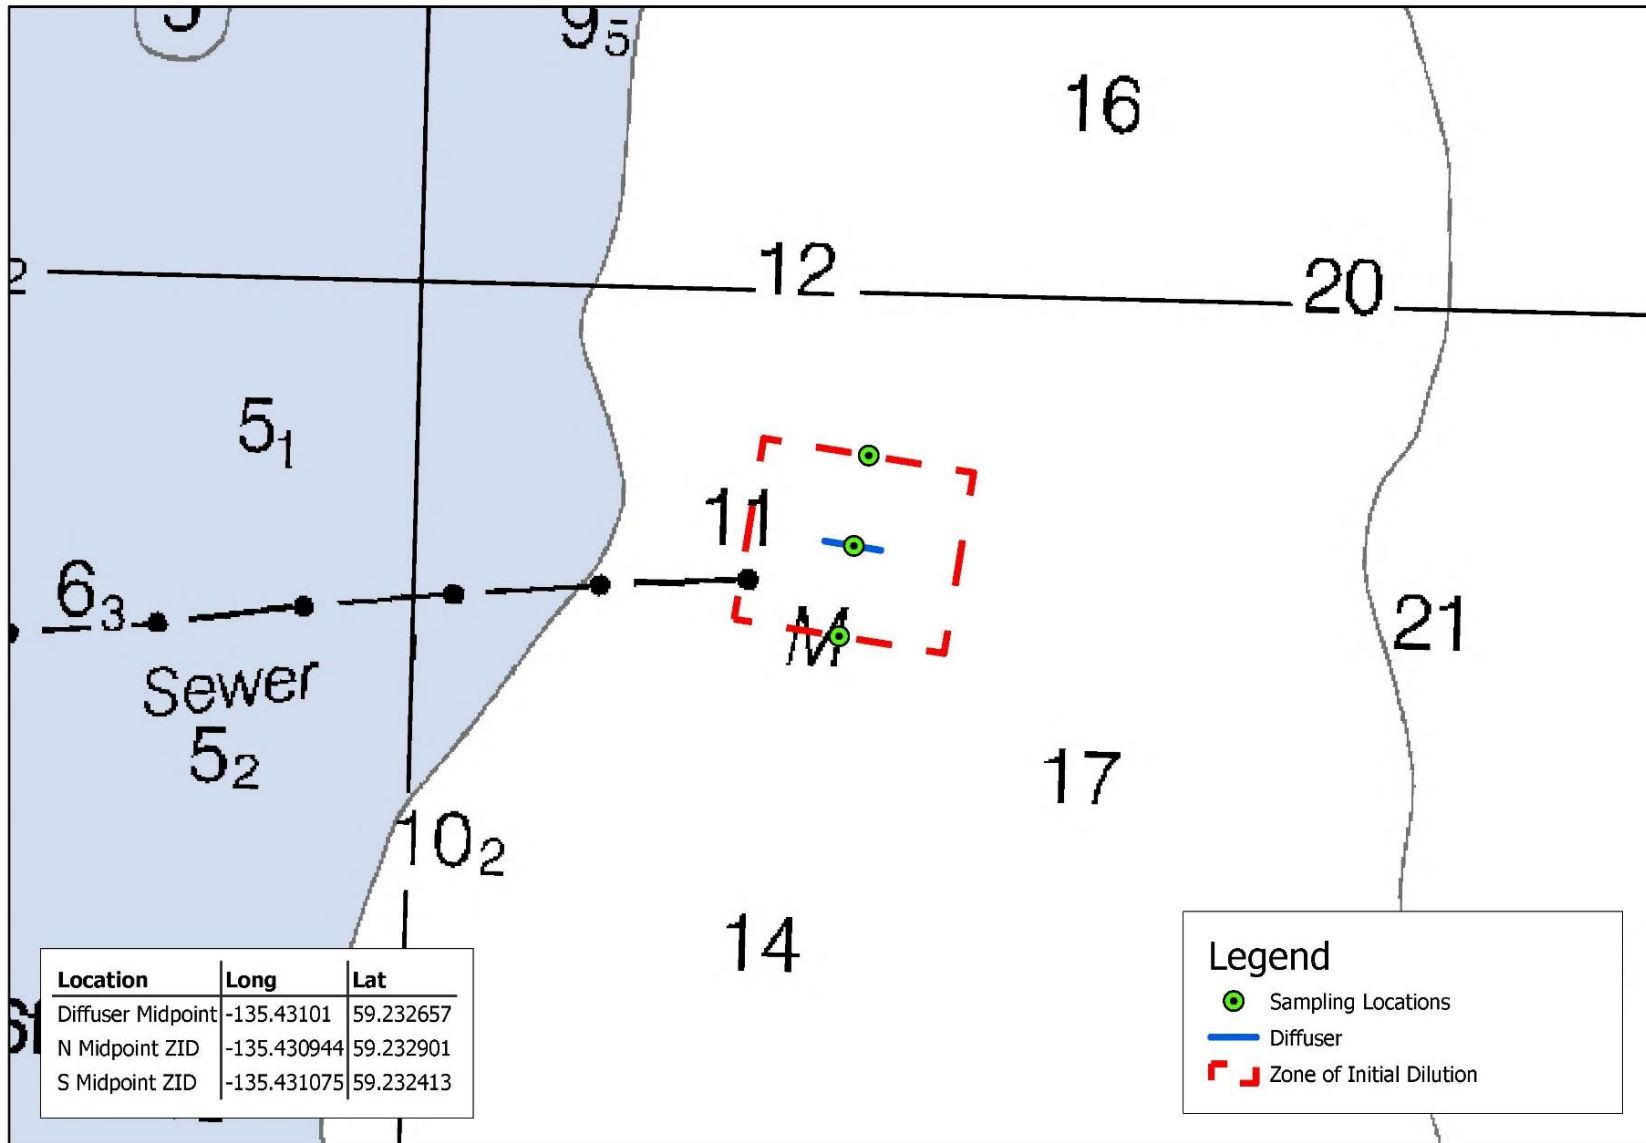 9₅
16
12
20
5₁
11
6₃
21
M
Sewer
5₂
17
10₂
14
Location Long Lat
Diffuser Midpoint -135.43101 59.232657
N Midpoint ZID -135.430944 59.232901
S Midpoint ZID -135.431075 59.232413
Legend
Sampling Locations
Diffuser
Zone of Initial Dilution